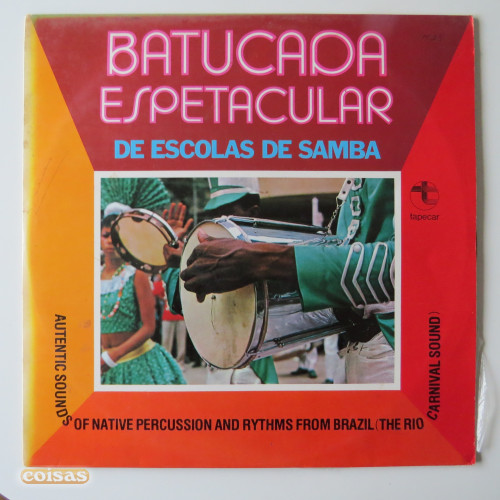 BATUCADA
ESPETACULAR
DE ESCOLAS DE SAMBA
tapecar
AUTENTIC SOUNDS OF NATIVE PERCUSSION AND RYTHMS FROM BRAZIL (THE RIO CARNIVAL SOUND)
coisas